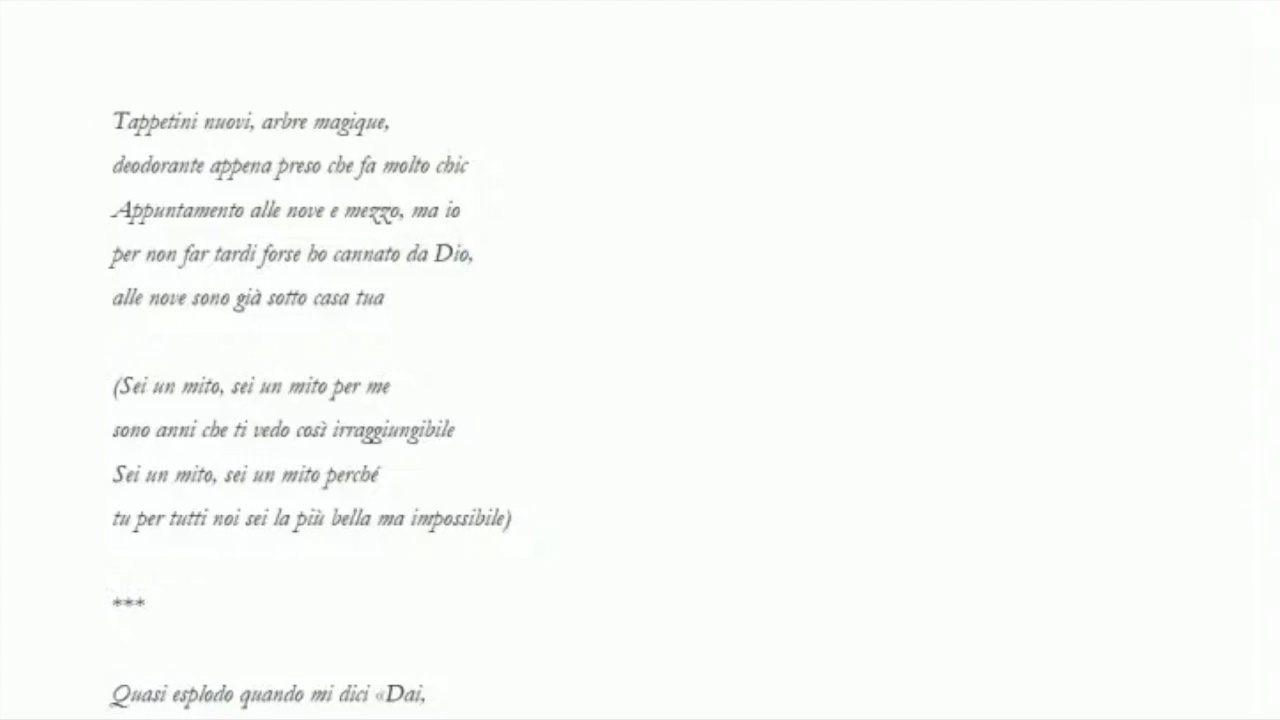 Tappetini nuovi, arbre magique,
deodorante appena preso che fa molto chic
Appuntamento alle nove e mezzo, ma io
per non far tardi forse ho cannato da Dio,
alle nove sono già sotto casa tua
(Sei un mito, sei un mito per me
sono anni che ti vedo così irraggiungibile
Sei un mito, sei un mito perché
tu per tutti noi sei la più bella ma impossibile)
***
Quasi esplodo quando mi dici «Dai,